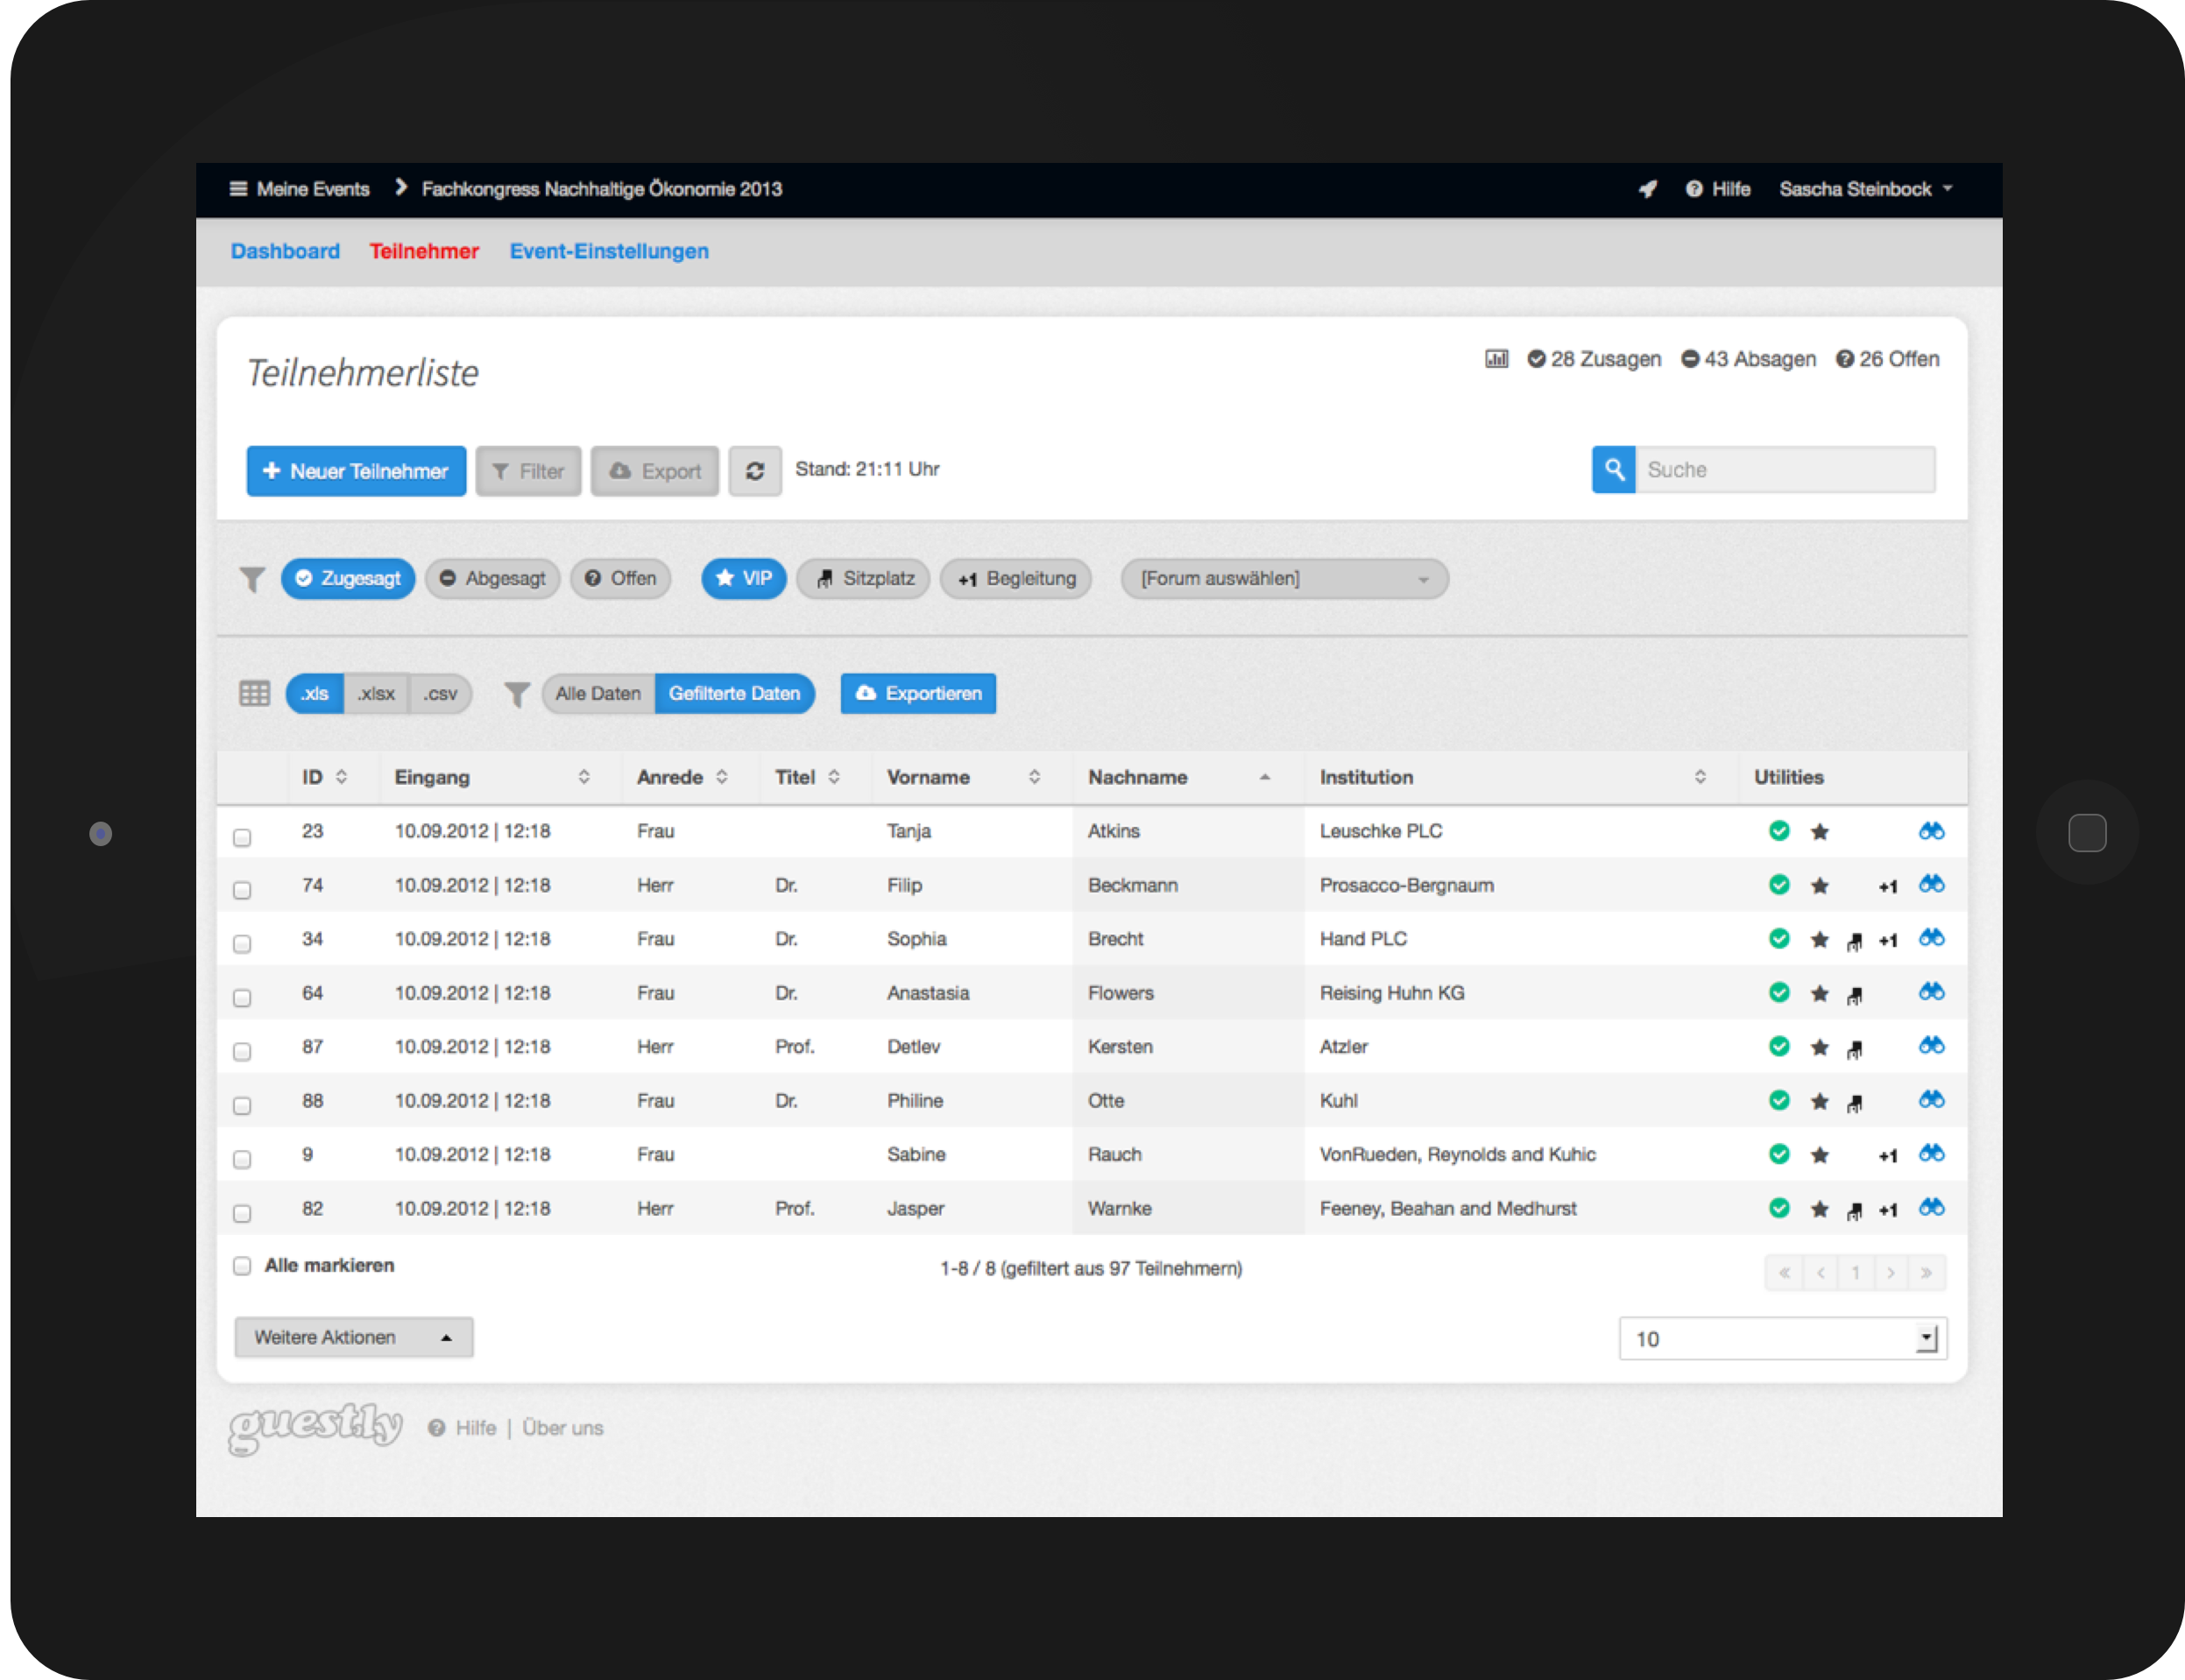 Meine Events Fachkongress Nachhaltige Ökonomie 2013 Hilfe Sascha Steinbock
Dashboard Teilnehmer Event-Einstellungen
Teilnehmerliste 28 Zusagen 43 Absagen 26 Offen
+ Neuer Teilnehmer Filter Export Stand: 21:11 Uhr Suche
Zugesagt Abgesagt Offen VIP Sitzplatz +1 Begleitung [Forum auswählen]
.xls .xlsx .csv Alle Daten Gefilterte Daten Exportieren
ID Eingang Anrede Titel Vorname Nachname Institution Utilities
23 10.09.2012 | 12:18 Frau Tanja Atkins Leuschke PLC
74 10.09.2012 | 12:18 Herr Dr. Filip Beckmann Prosacco-Bergnaum +1
34 10.09.2012 | 12:18 Frau Dr. Sophia Brecht Hand PLC +1
64 10.09.2012 | 12:18 Frau Dr. Anastasia Flowers Reising Huhn KG
87 10.09.2012 | 12:18 Herr Prof. Detlev Kersten Atzler
88 10.09.2012 | 12:18 Frau Dr. Philine Otte Kuhl
9 10.09.2012 | 12:18 Frau Sabine Rauch VonRueden, Reynolds and Kuhic +1
82 10.09.2012 | 12:18 Herr Prof. Jasper Warnke Feeney, Beahan and Medhurst +1
Alle markieren 1-8 / 8 (gefiltert aus 97 Teilnehmern) « < 1 > »
Weitere Aktionen 10
guestly Hilfe | Über uns